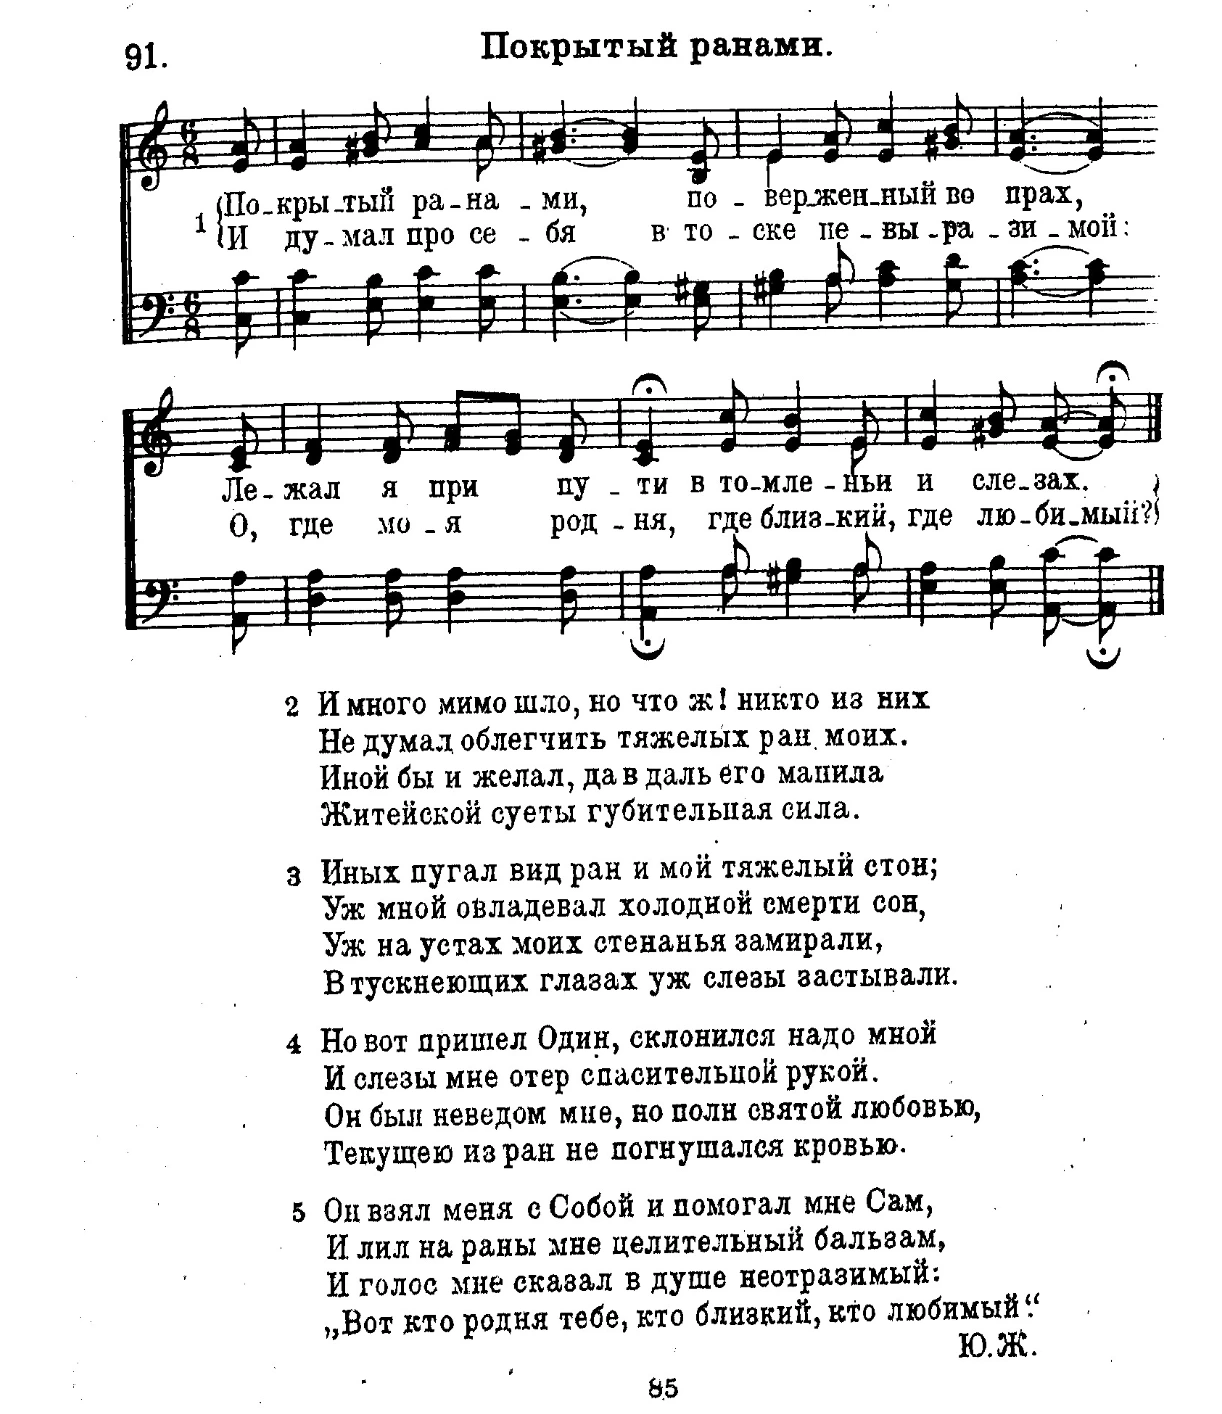 91.
Покрытый ранами.
1 По-кры-тый ра-на-ми, по-вер-жен-ный во прах,
И ду-мал про се-бя в то-ске не-вы-ра-зи-мой:
Ле-жал я при пу-ти в то-мле-ньи и сле-зах.
О, где мо-я род-ня, где близ-кий, где лю-би-мый?
2 И много мимо шло, но что ж! никто из них
Не думал облегчить тяжелых ран моих.
Иной бы и желал, да в даль его манила
Житейской суеты губительная сила.
3 Иных пугал вид ран и мой тяжелый стон;
Уж мной овладевал холодной смерти сон,
Уж на устах моих стенанья замирали,
В тускнеющих глазах уж слезы застывали.
4 Но вот пришел Один, склонился надо мной
И слезы мне отер спасительной рукой.
Он был неведом мне, но полн святой любовью,
Текущею из ран не погнушался кровью.
5 Он взял меня с Собой и помогал мне Сам,
И лил на раны мне целительный бальзам,
И голос мне сказал в душе неотразимый:
„Вот кто родня тебе, кто близкий, кто любимый“.
Ю.Ж.
85